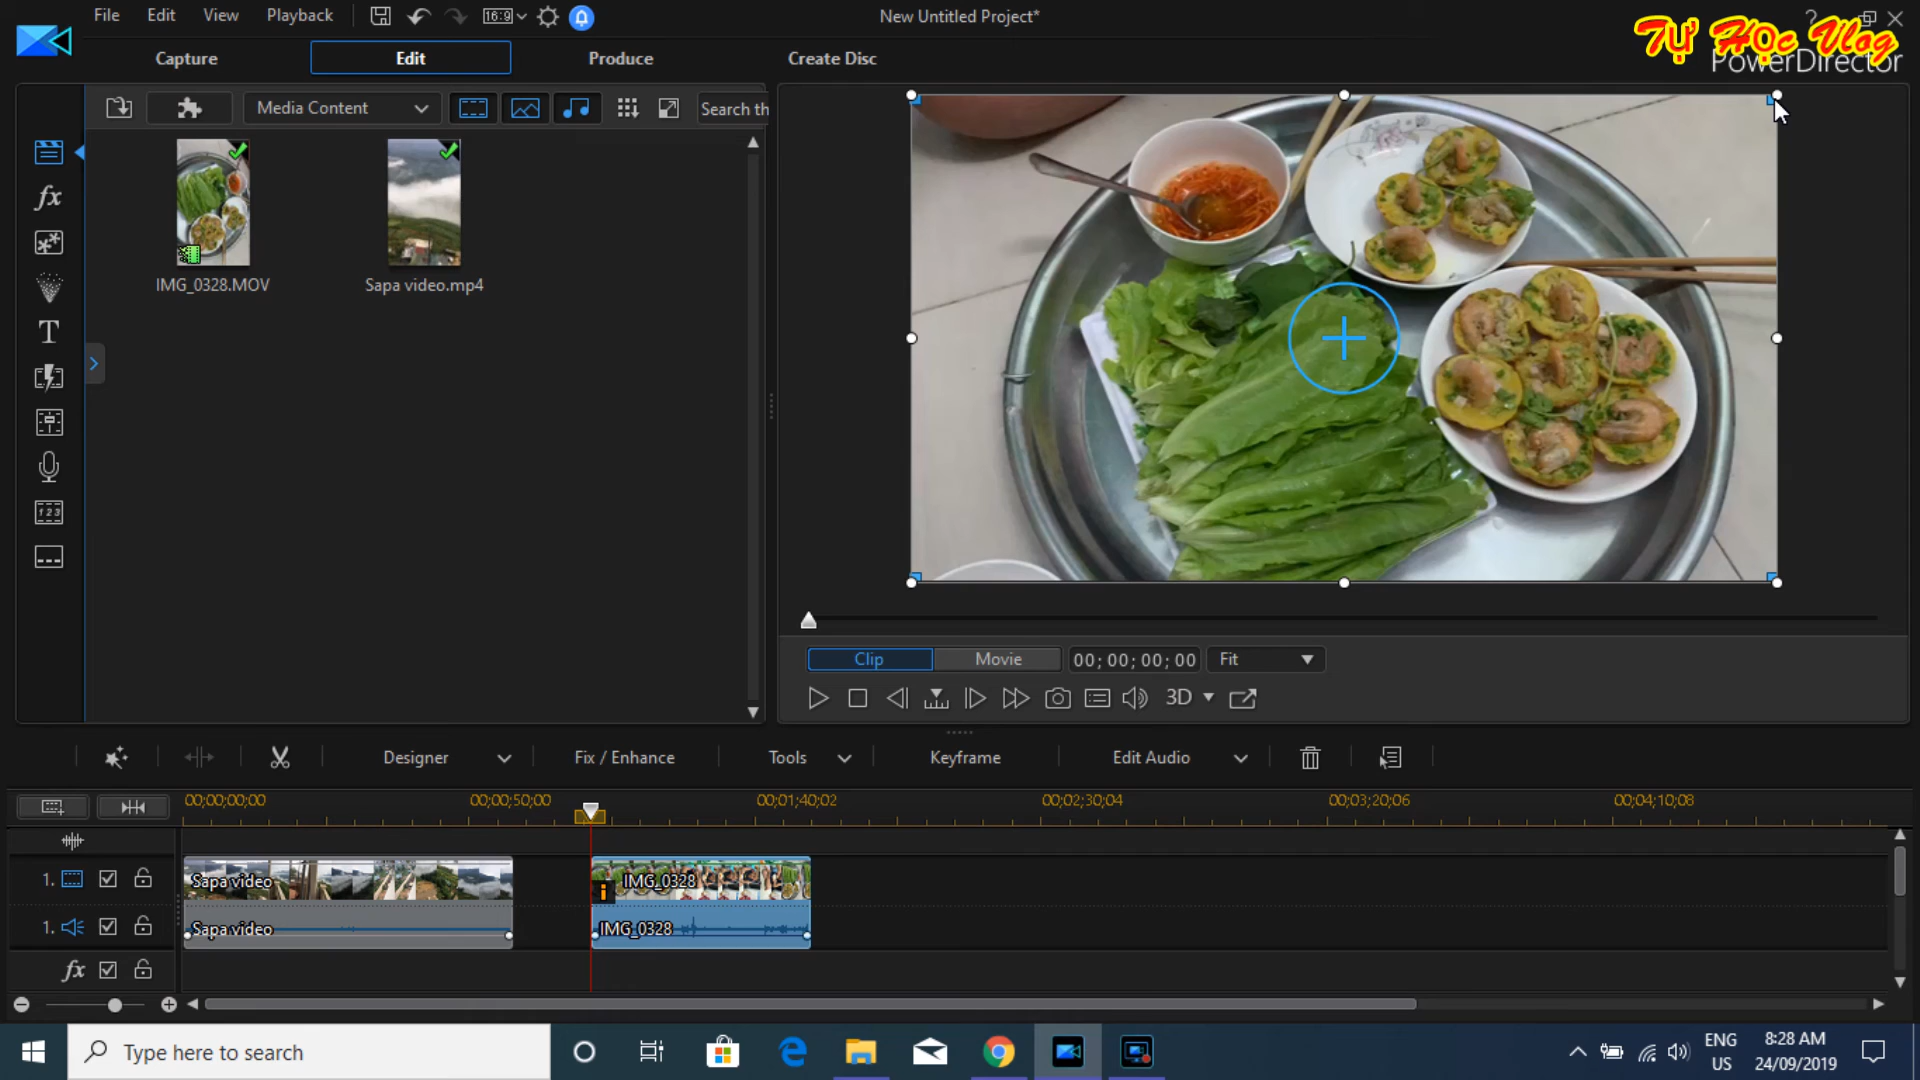 File Edit View Playback 16:9 New Untitled Project* ?
Tự Học Vlog
PowerDirector
Capture Edit Produce Create Disc
Media Content Search th
IMG_0328.MOV Sapa video.mp4
fx
T
123
Clip Movie 00;00;00;00 Fit
3D
Designer Fix / Enhance Tools Keyframe Edit Audio
00;00;00;00 00;00;50;00 00;01;40;02 00;02;30;04 00;03;20;06 00;04;10;08
1. Sapa video i IMG_0328
1. Sapa video IMG_0328
fx
Type here to search
ENG 8:28 AM
US 24/09/2019